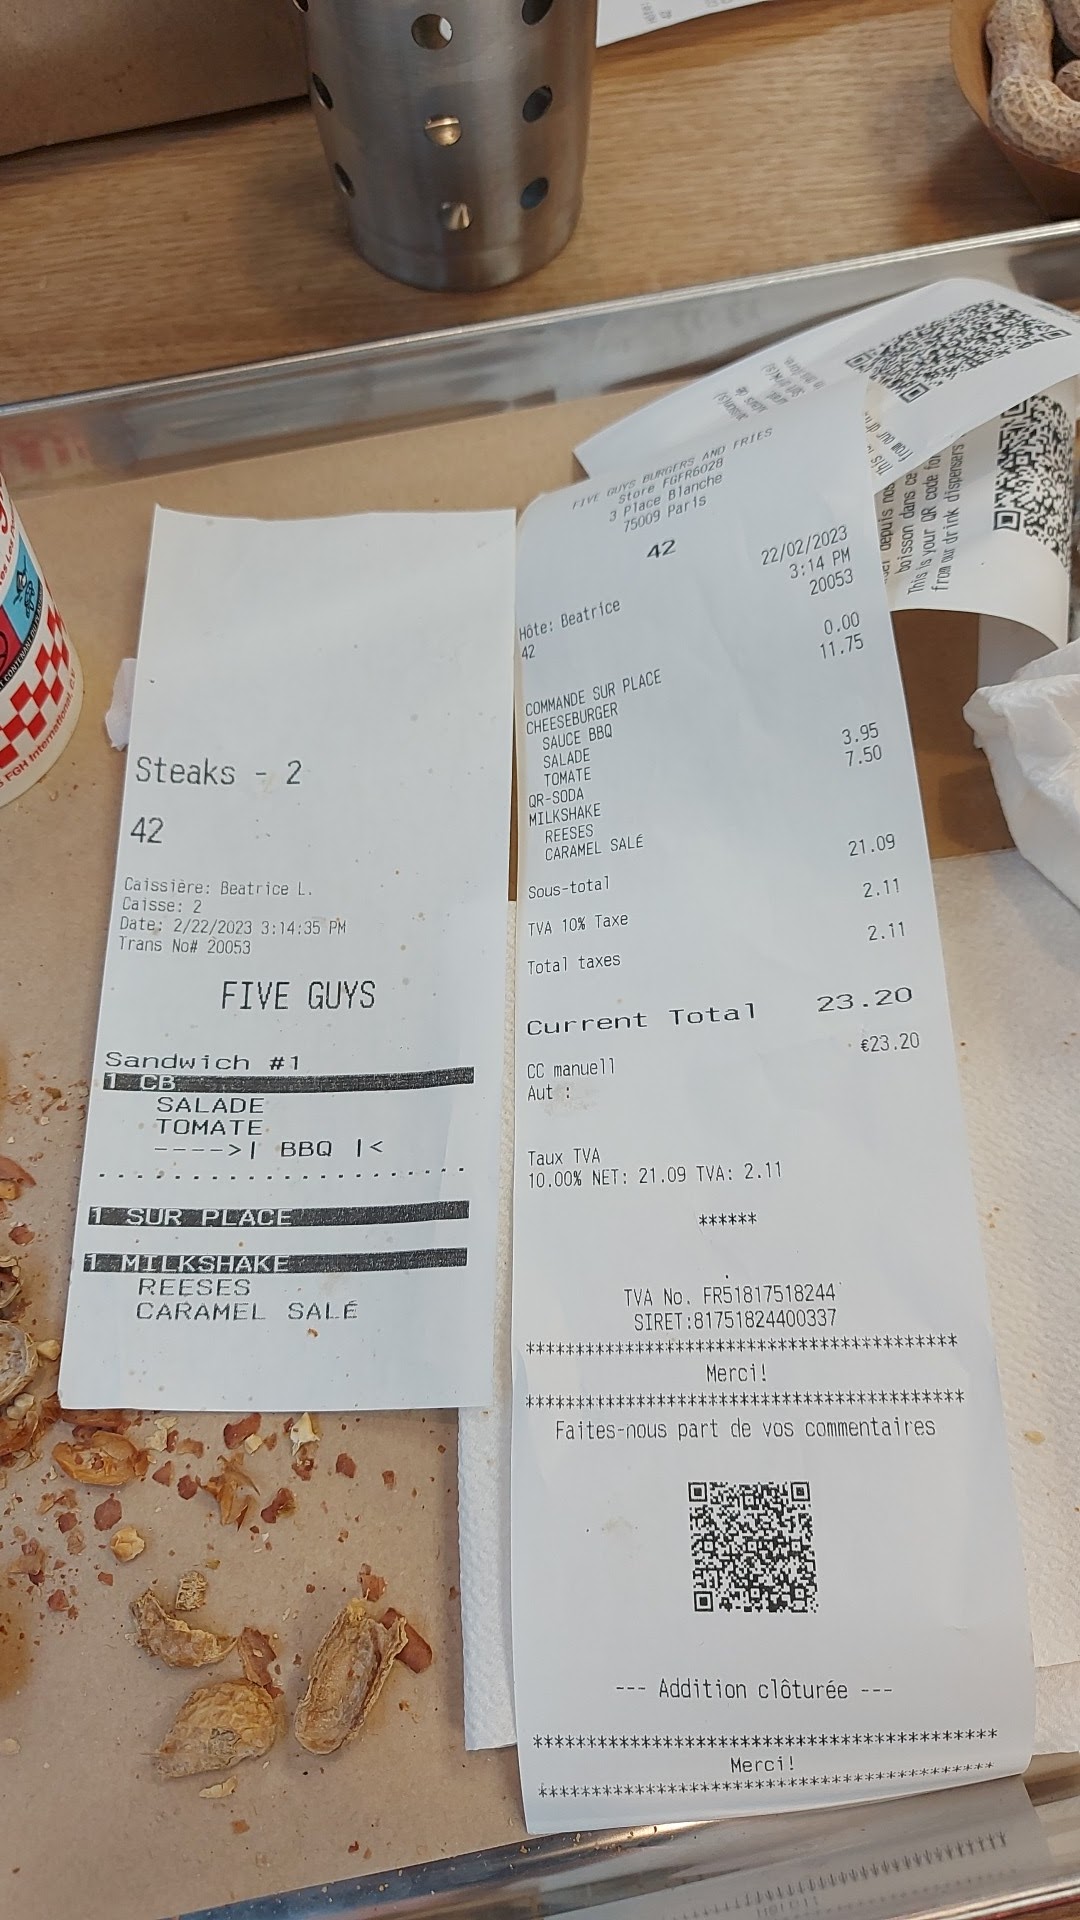 Steaks - 2
42
Caissière: Beatrice L.
Caisse: 2
Date: 2/22/2023 3:14:35 PM
Trans No# 20053
FIVE GUYS
Sandwich #1
1 CB
SALADE
TOMATE
---->| BBQ |<
1 SUR PLACE
1 MILKSHAKE
REESES
CARAMEL SALÉ
FIVE GUYS BURGERS AND FRIES
Store FGFR6028
3 Place Blanche
75009 Paris
42
22/02/2023
3:14 PM
Hôte: Beatrice 20053
42
COMMANDE SUR PLACE 0.00
CHEESEBURGER 11.75
SAUCE BBQ
SALADE
TOMATE
QR-SODA 3.95
MILKSHAKE 7.50
REESES
CARAMEL SALÉ
Sous-total 21.09
TVA 10% Taxe 2.11
Total taxes 2.11
Current Total 23.20
CC manuell €23.20
Aut :
Taux TVA
10.00% NET: 21.09 TVA: 2.11
******
TVA No. FR51817518244
SIRET:81751824400337
Merci!
Faites-nous part de vos commentaires
--- Addition clôturée ---
Merci!
depuis nos
boisson dans ce
This is your QR code for
from our drink dispensers
FGH International